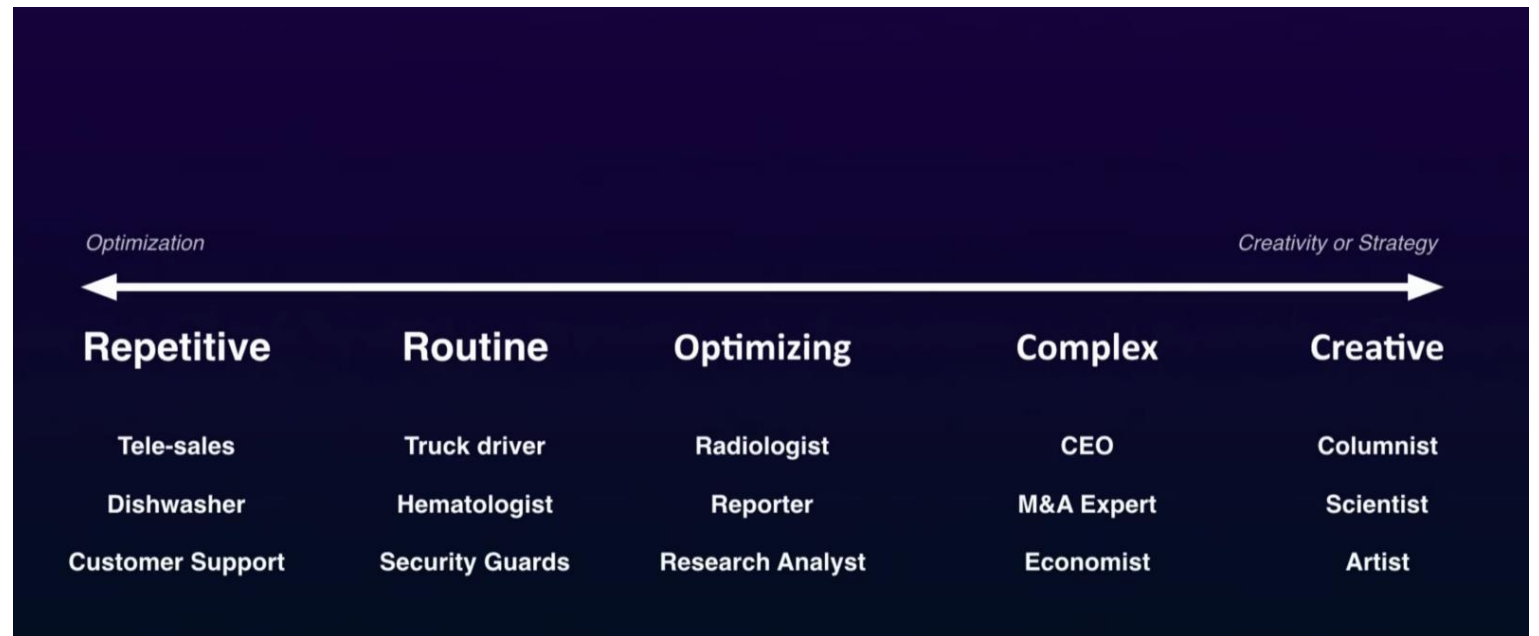 Optimization
Creativity or Strategy
Repetitive
Routine
Optimizing
Complex
Creative
Tele-sales
Truck driver
Radiologist
CEO
Columnist
Dishwasher
Hematologist
Reporter
M&A Expert
Scientist
Customer Support
Security Guards
Research Analyst
Economist
Artist